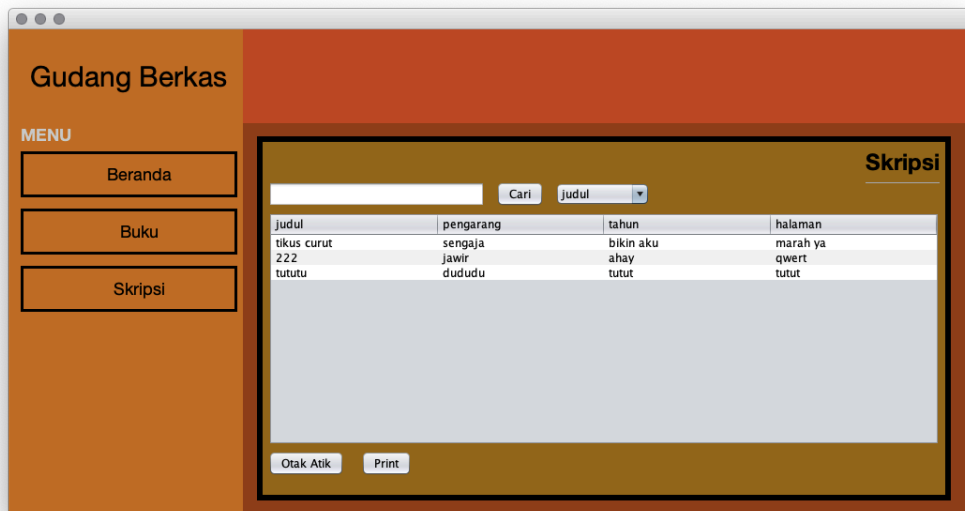 Gudang Berkas
MENU
Beranda
Buku
Skripsi
Skripsi
Cari judul
judul pengarang tahun halaman
tikus curut sengaja bikin aku marah ya
222 jawir ahay qwert
tututu dududu tutut tutut
Otak Atik Print